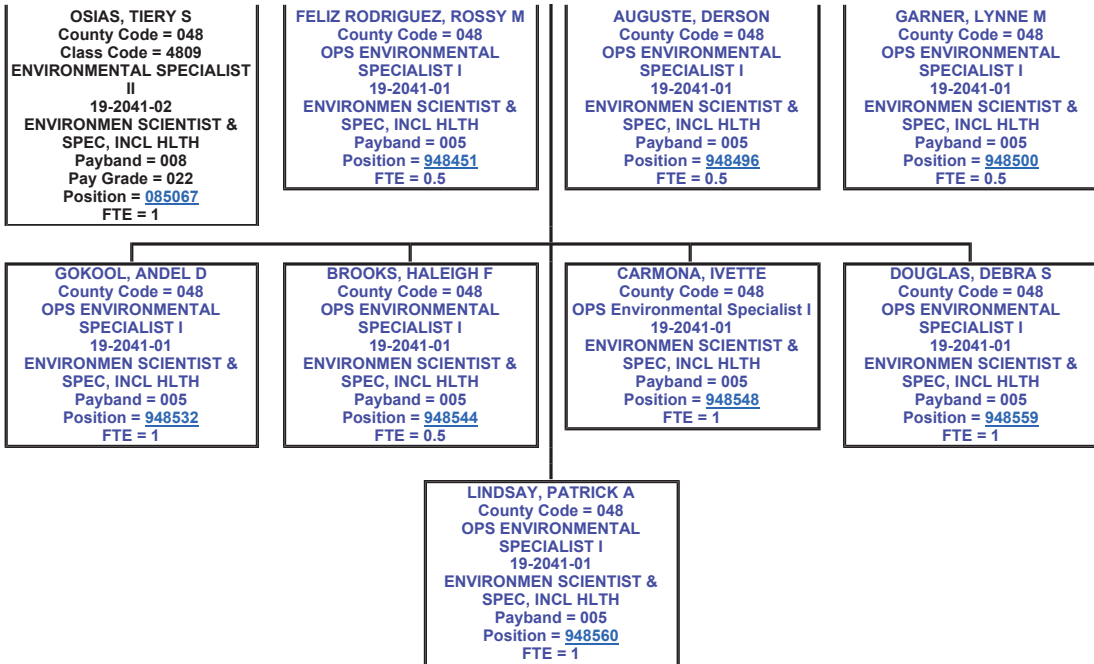 OSIAS, TIERY S
County Code = 048
Class Code = 4809
ENVIRONMENTAL SPECIALIST
II
19-2041-02
ENVIRONMEN SCIENTIST &
SPEC, INCL HLTH
Payband = 008
Pay Grade = 022
Position = 085067
FTE = 1
FELIZ RODRIGUEZ, ROSSY M
County Code = 048
OPS ENVIRONMENTAL
SPECIALIST I
19-2041-01
ENVIRONMEN SCIENTIST &
SPEC, INCL HLTH
Payband = 005
Position = 948451
FTE = 0.5
AUGUSTE, DERSON
County Code = 048
OPS ENVIRONMENTAL
SPECIALIST I
19-2041-01
ENVIRONMEN SCIENTIST &
SPEC, INCL HLTH
Payband = 005
Position = 948496
FTE = 0.5
GARNER, LYNNE M
County Code = 048
OPS ENVIRONMENTAL
SPECIALIST I
19-2041-01
ENVIRONMEN SCIENTIST &
SPEC, INCL HLTH
Payband = 005
Position = 948500
FTE = 0.5
GOKOOL, ANDEL D
County Code = 048
OPS ENVIRONMENTAL
SPECIALIST I
19-2041-01
ENVIRONMEN SCIENTIST &
SPEC, INCL HLTH
Payband = 005
Position = 948532
FTE = 1
BROOKS, HALEIGH F
County Code = 048
OPS ENVIRONMENTAL
SPECIALIST I
19-2041-01
ENVIRONMEN SCIENTIST &
SPEC, INCL HLTH
Payband = 005
Position = 948544
FTE = 0.5
CARMONA, IVETTE
County Code = 048
OPS Environmental Specialist I
19-2041-01
ENVIRONMEN SCIENTIST &
SPEC, INCL HLTH
Payband = 005
Position = 948548
FTE = 1
DOUGLAS, DEBRA S
County Code = 048
OPS ENVIRONMENTAL
SPECIALIST I
19-2041-01
ENVIRONMEN SCIENTIST &
SPEC, INCL HLTH
Payband = 005
Position = 948559
FTE = 1
LINDSAY, PATRICK A
County Code = 048
OPS ENVIRONMENTAL
SPECIALIST I
19-2041-01
ENVIRONMEN SCIENTIST &
SPEC, INCL HLTH
Payband = 005
Position = 948560
FTE = 1